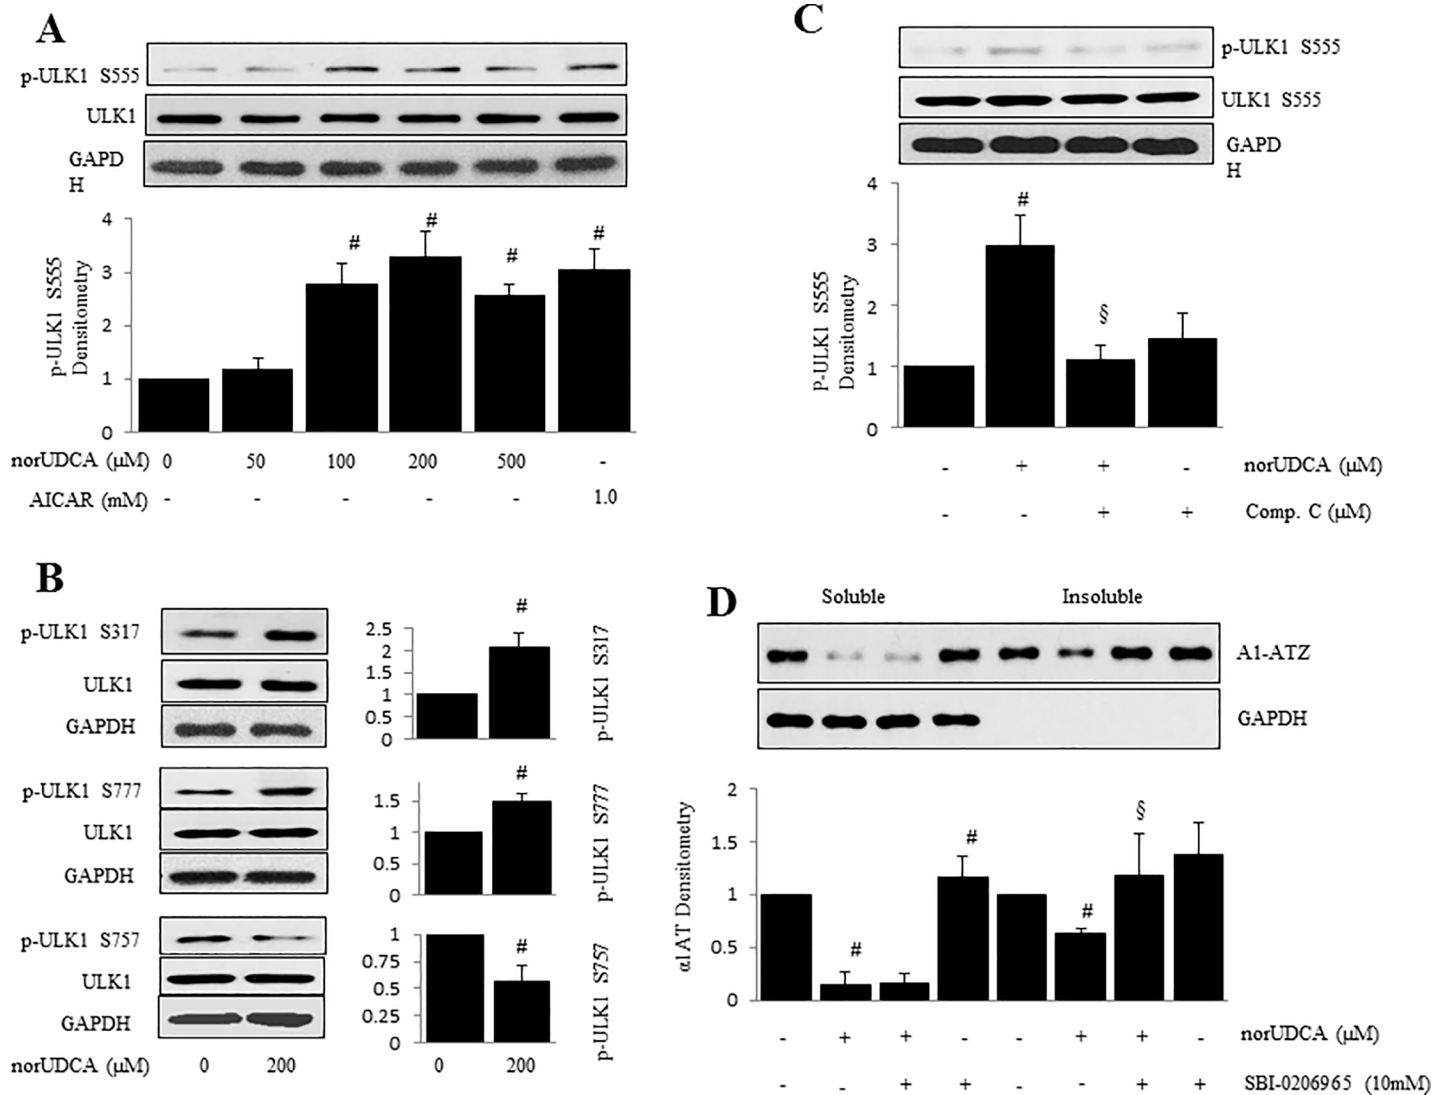 A
p-ULK1 S555
ULK1
GAPD
H
4
3
2
1
0
p-ULK1 S555
Densitometry
# # # #
norUDCA (µM) 0 50 100 200 500 -
AICAR (mM) - - - - - 1.0
C
p-ULK1 S555
ULK1 S555
GAPD
H
4
3
2
1
0
P-ULK1 S555
Densitometry
# §
- + + - norUDCA (µM)
- - + + Comp. C (µM)
B
p-ULK1 S317
ULK1
GAPDH
2.5
2
1.5
1
0.5
0
#
p-ULK1 S317
p-ULK1 S777
ULK1
GAPDH
1.5
1
0.5
0
#
p-ULK1 S777
p-ULK1 S757
ULK1
GAPDH
1
0.75
0.5
0.25
0
#
p-ULK1 S757
norUDCA (µM) 0 200 0 200
D
Soluble Insoluble
A1-ATZ
GAPDH
2
1.5
1
0.5
0
α1AT Densitometry
# # # §
- + + - - + + - norUDCA (µM)
- - + + - - + + SBI-0206965 (10mM)